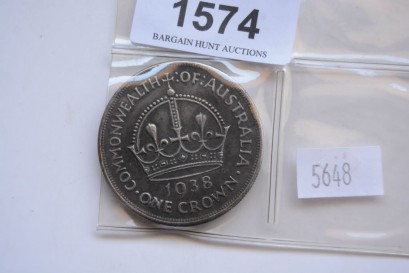 1574
BARGAIN HUNT AUCTIONS
COMMONWEALTH OF AUSTRALIA
1938
ONE CROWN
5648